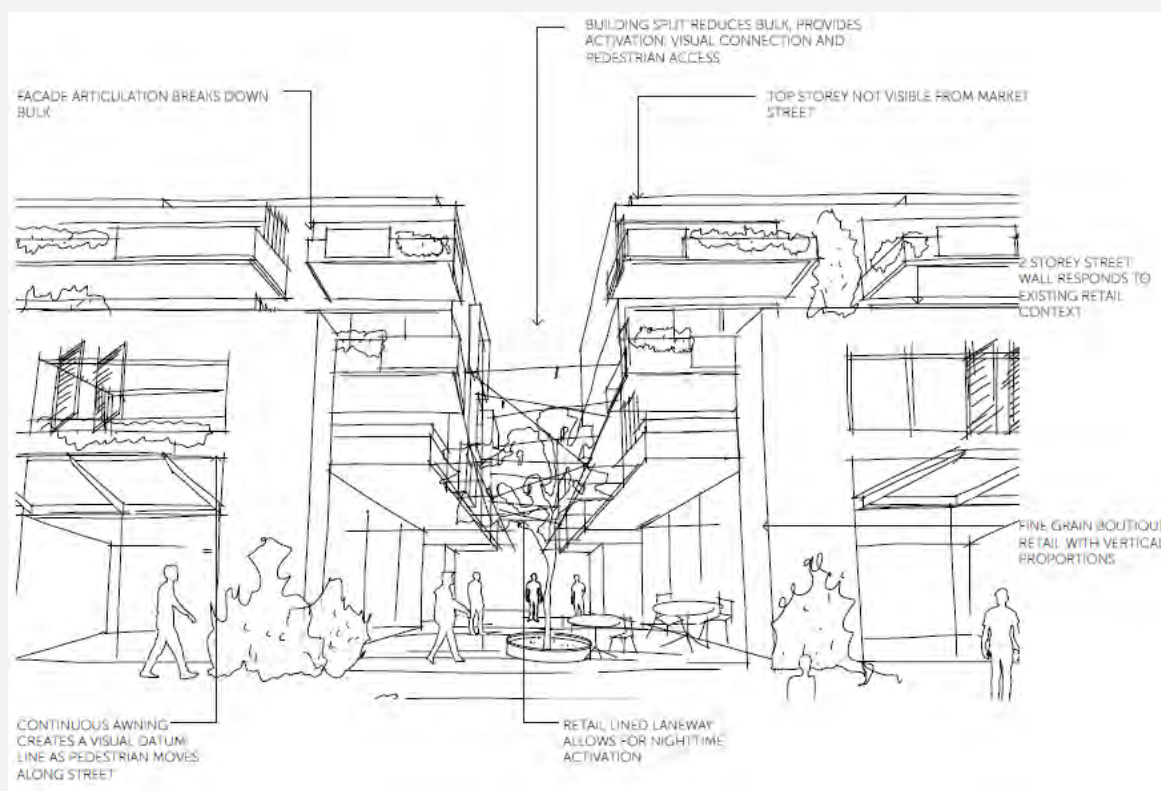 BUILDING SPLIT REDUCES BULK, PROVIDES
ACTIVATION: VISUAL CONNECTION AND
PEDESTRIAN ACCESS
FACADE ARTICULATION BREAKS DOWN
BULK
TOP STOREY NOT VISIBLE FROM MARKET
STREET
2 STOREY STREET
WALL RESPONDS TO
EXISTING RETAIL
CONTEXT
FINE GRAIN BOUTIQU
RETAIL WITH VERTICAL
PROPORTIONS
CONTINUOUS AWNING
CREATES A VISUAL DATUM
LINE AS PEDESTRIAN MOVES
ALONG STREET
RETAIL LINED LANEWAY
ALLOWS FOR NIGHTTIME
ACTIVATION